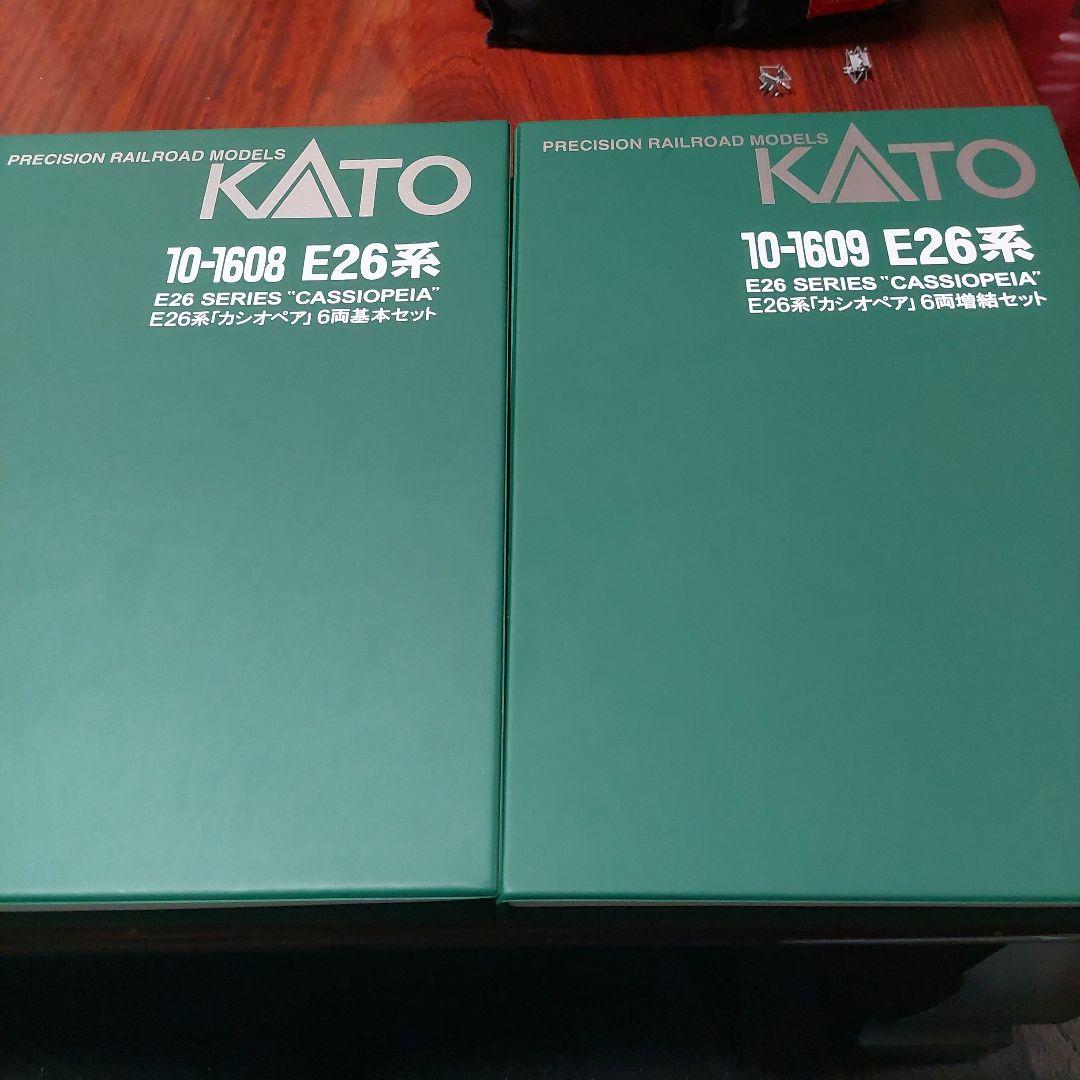 PRECISION RAILROAD MODELS
KATO
10-1608 E26系
E26 SERIES "CASSIOPEIA"
E26系「カシオペア」6両基本セット
PRECISION RAILROAD MODELS
KATO
10-1609 E26系
E26 SERIES "CASSIOPEIA"
E26系「カシオペア」6両増結セット